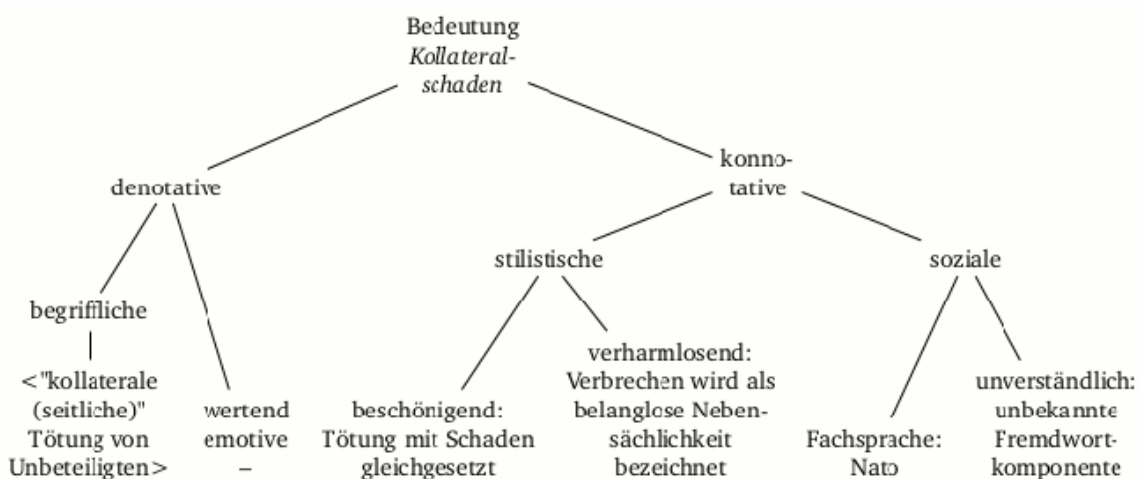 Bedeutung
Kollateral-
schaden
denotative
konno-
tative
begriffliche
<"kollaterale
(seitliche)"
Tötung von
Unbeteiligten>
wertend
emotive
–
stilistische
beschönigend:
Tötung mit Schaden
gleichgesetzt
verharmlosend:
Verbrechen wird als
belanglose Neben-
sächlichkeit
bezeichnet
soziale
Fachsprache:
Nato
unverständlich:
unbekannte
Fremdwort-
komponente